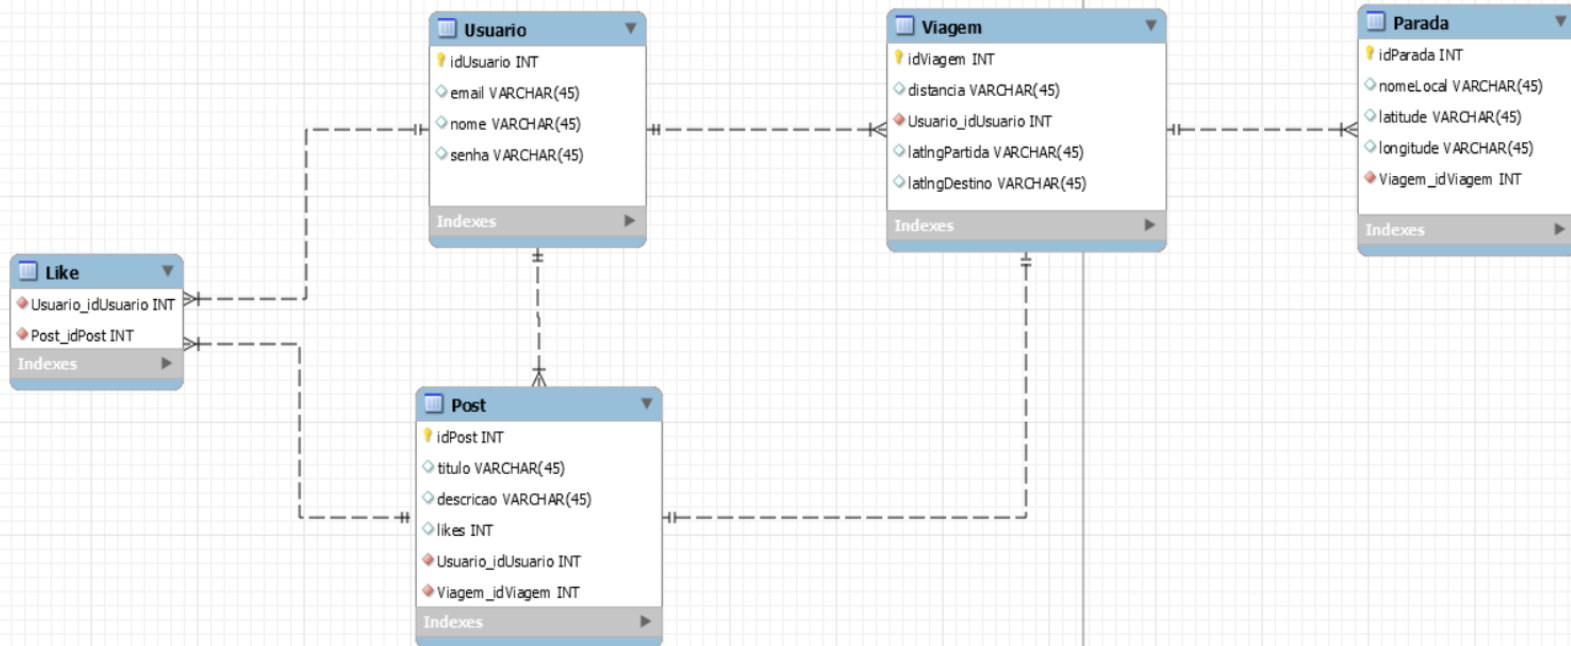 Usuario
idUsuario INT
email VARCHAR(45)
nome VARCHAR(45)
senha VARCHAR(45)
Indexes
Viagem
idViagem INT
distancia VARCHAR(45)
Usuario_idUsuario INT
latlngPartida VARCHAR(45)
latlngDestino VARCHAR(45)
Indexes
Parada
idParada INT
nomeLocal VARCHAR(45)
latitude VARCHAR(45)
longitude VARCHAR(45)
Viagem_idViagem INT
Indexes
Like
Usuario_idUsuario INT
Post_idPost INT
Indexes
Post
idPost INT
titulo VARCHAR(45)
descricao VARCHAR(45)
likes INT
Usuario_idUsuario INT
Viagem_idViagem INT
Indexes